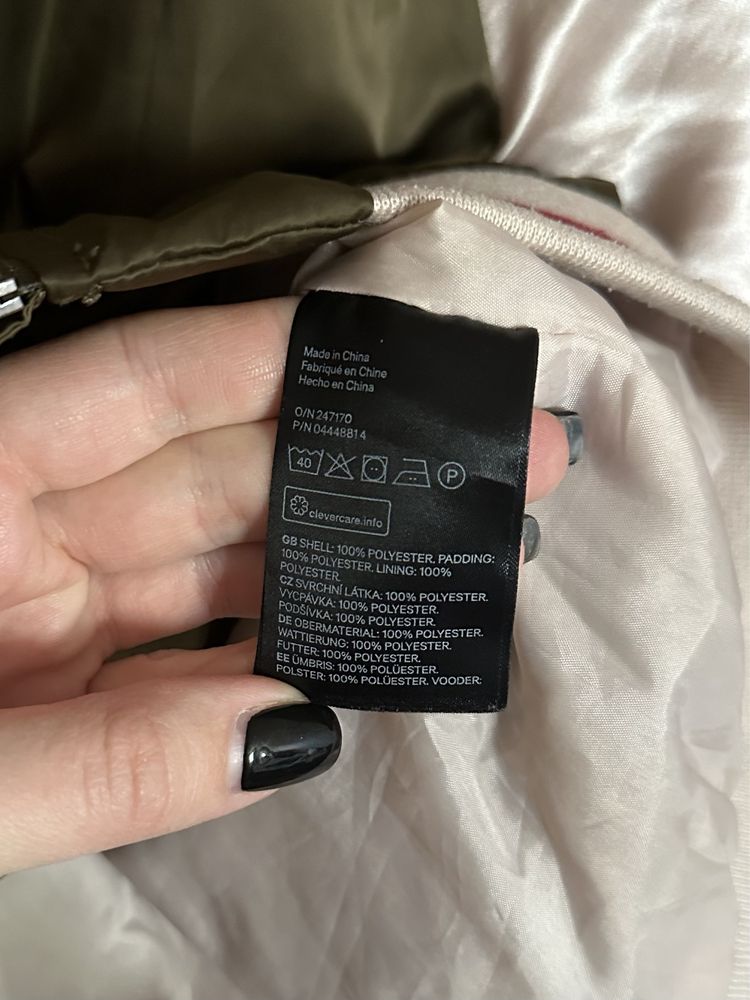 Made in China
Fabriqué en Chine
Hecho en China
O/N 247170
P/N 04448814
40 P
clevercare.info
GB SHELL: 100% POLYESTER. PADDING:
100% POLYESTER. LINING: 100%
POLYESTER.
CZ SVRCHNÍ LÁTKA: 100% POLYESTER.
VYCPÁVKA: 100% POLYESTER.
PODŠÍVKA: 100% POLYESTER.
DE OBERMATERIAL: 100% POLYESTER.
WATTIERUNG: 100% POLYESTER.
FUTTER: 100% POLYESTER.
EE ÜMBRIS: 100% POLÜESTER.
POLSTER: 100% POLÜESTER. VOODER: